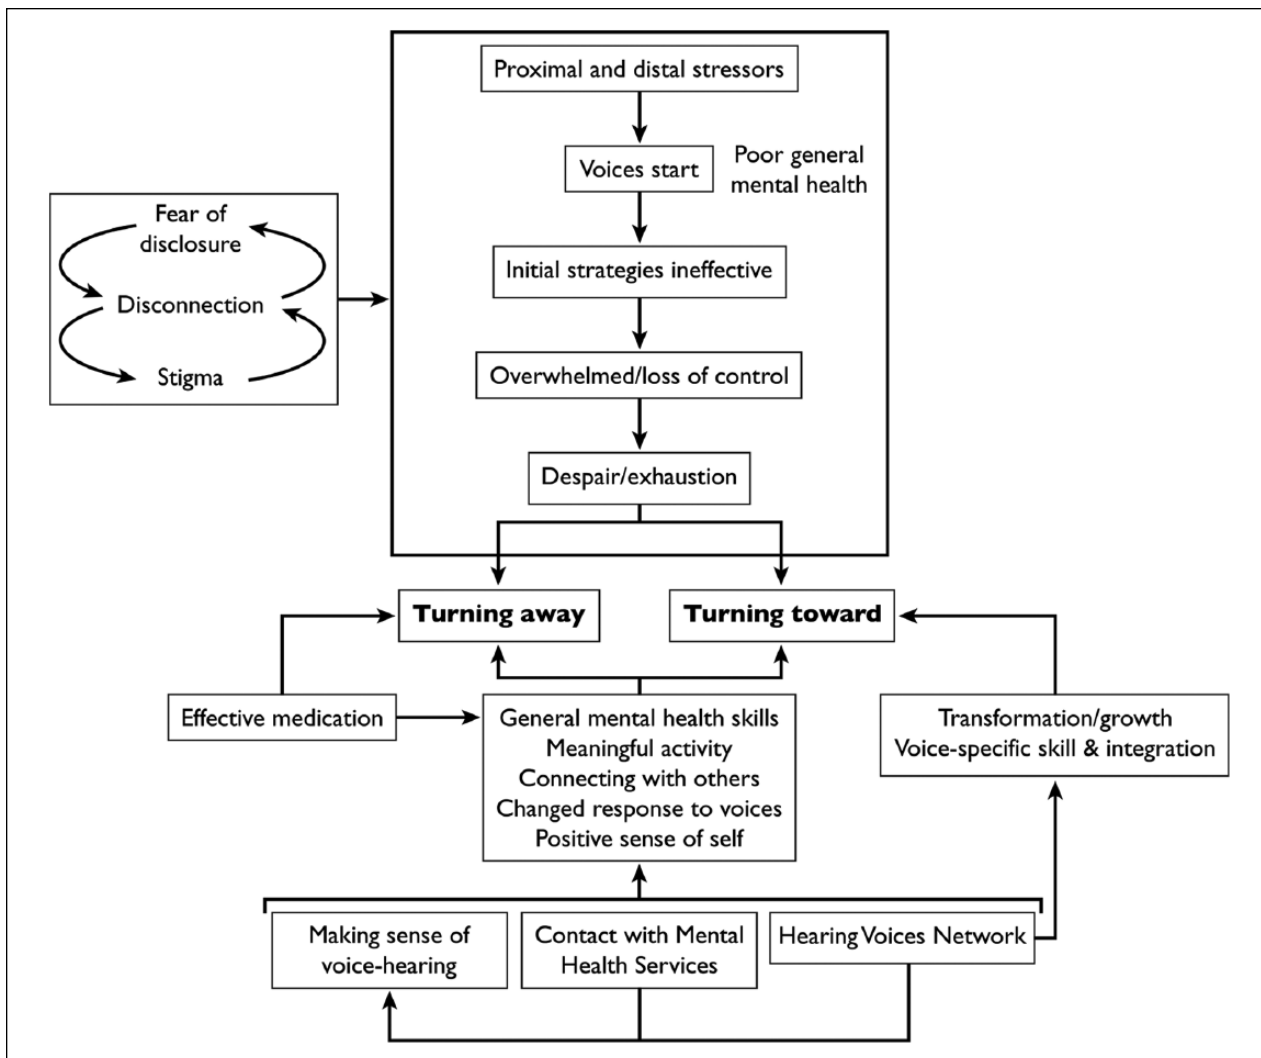 Proximal and distal stressors
Voices start
Poor general
mental health
Fear of
disclosure
Disconnection
Stigma
Initial strategies ineffective
Overwhelmed/loss of control
Despair/exhaustion
Turning away
Turning toward
Effective medication
General mental health skills
Meaningful activity
Connecting with others
Changed response to voices
Positive sense of self
Transformation/growth
Voice-specific skill & integration
Making sense of
voice-hearing
Contact with Mental
Health Services
Hearing Voices Network